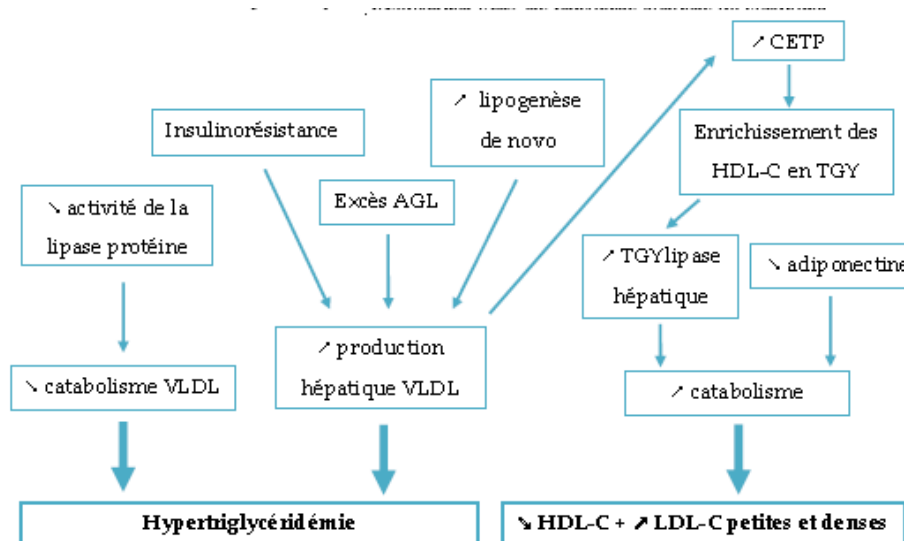 ↗ CETP
↗ lipogenèse
de novo
Insulinorésistance
Enrichissement des
HDL-C en TGY
Excès AGL
↘ activité de la
lipase protéine
↗ TGYlipase
hépatique
↘ adiponectine
↗ production
hépatique VLDL
↘ catabolisme VLDL
↗ catabolisme
Hypertriglycéridémie
↘ HDL-C + ↗ LDL-C petites et denses